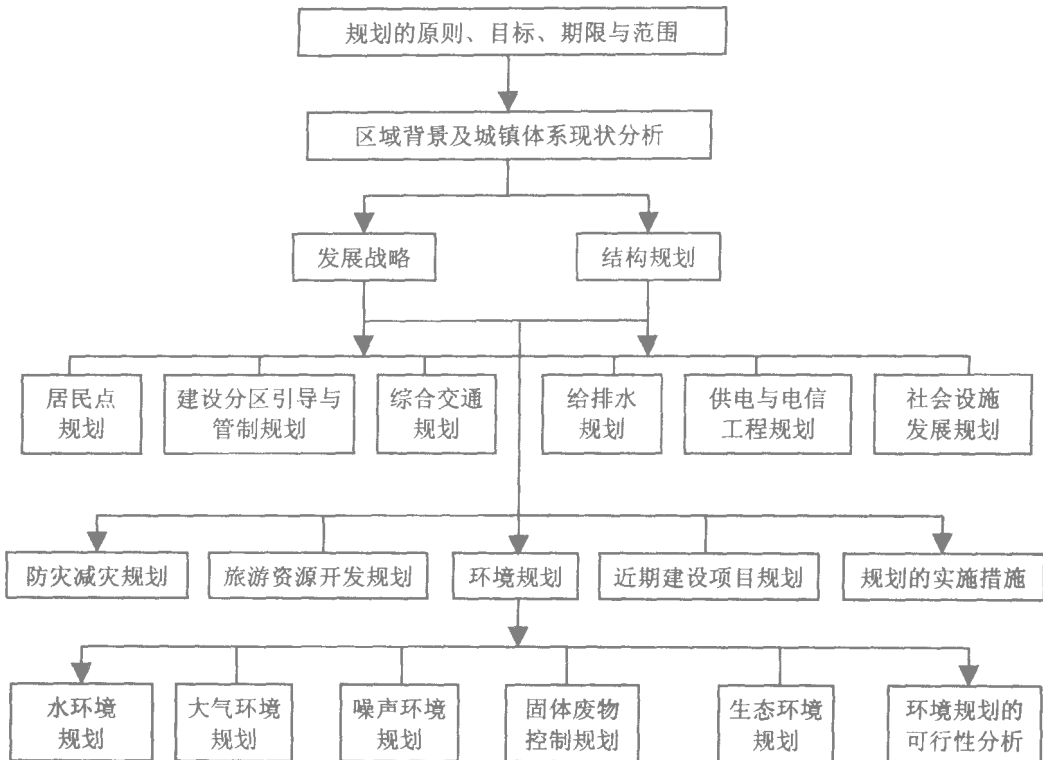 规划的原则、目标、期限与范围
区域背景及城镇体系现状分析
发展战略
结构规划
居民点
规划
建设分区引导与
管制规划
综合交通
规划
给排水
规划
供电与电信
工程规划
社会设施
发展规划
防灾减灾规划
旅游资源开发规划
环境规划
近期建设项目规划
规划的实施措施
水环境
规划
大气环境
规划
噪声环境
规划
固体废物
控制规划
生态环境
规划
环境规划的
可行性分析